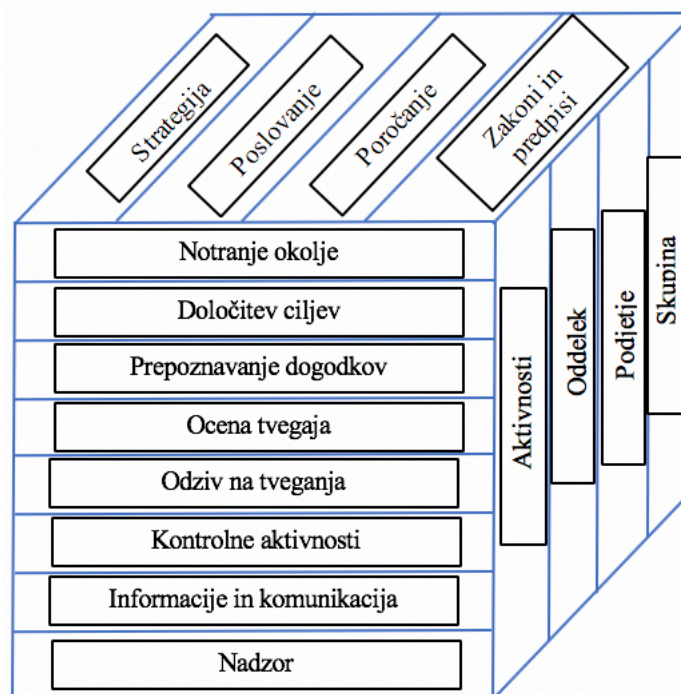 Strategija
Poslovanje
Poročanje
Zakoni in
predpisi
Notranje okolje
Določitev ciljev
Prepoznavanje dogodkov
Ocena tvegaja
Odziv na tveganja
Kontrolne aktivnosti
Informacije in komunikacija
Nadzor
Aktivnosti
Oddelek
Podjetje
Skupina